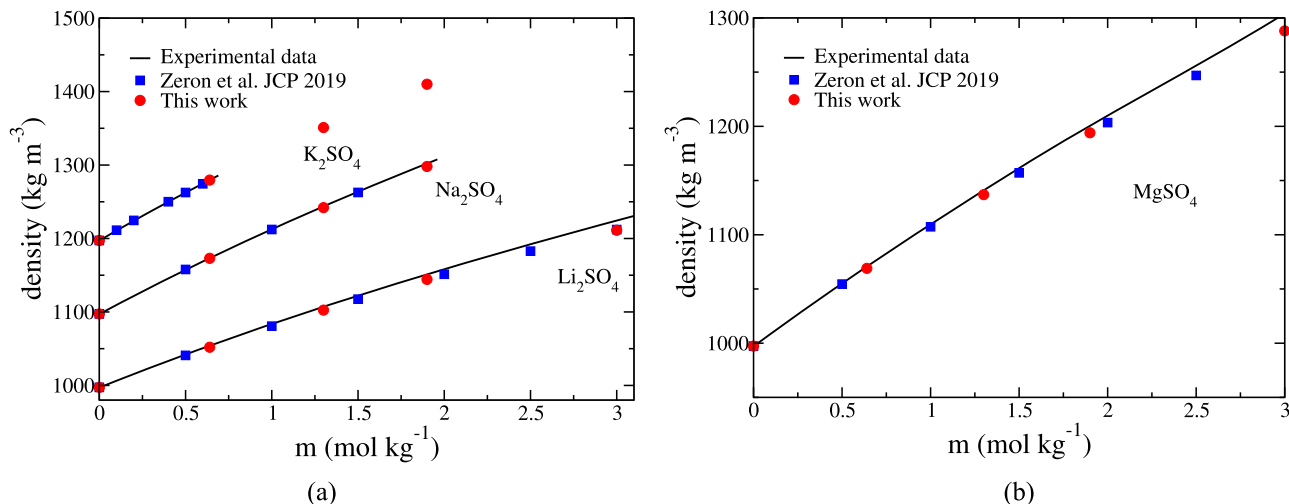 1500
1400
1300
1200
1100
1000
density (kg m-3)
Experimental data
Zeron et al. JCP 2019
This work
K2SO4
Na2SO4
Li2SO4
0 0.5 1 1.5 2 2.5 3
m (mol kg-1)
(a)
1300
1200
1100
1000
density (kg m-3)
Experimental data
Zeron et al. JCP 2019
This work
MgSO4
0 0.5 1 1.5 2 2.5 3
m (mol kg-1)
(b)